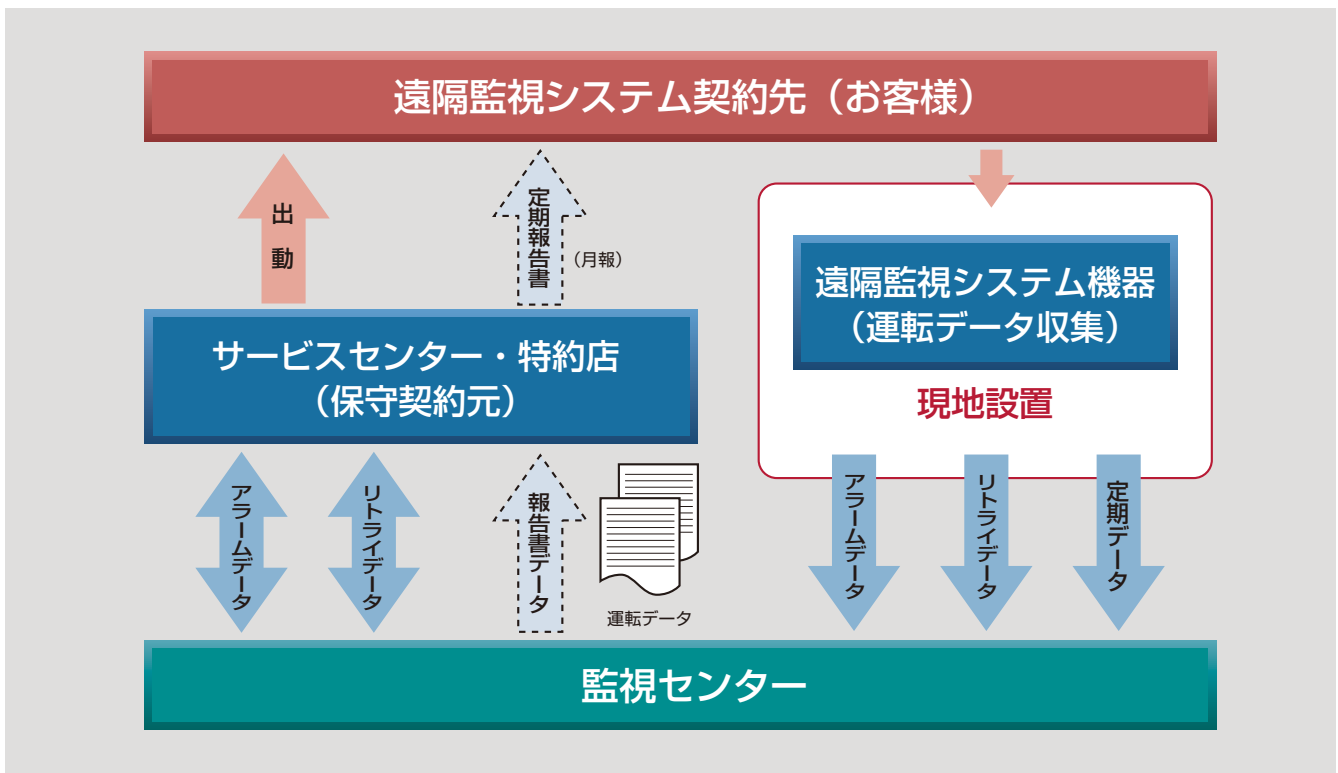 遠隔監視システム契約先（お客様）
出動
定期報告書
（月報）
遠隔監視システム機器
（運転データ収集）
現地設置
サービスセンター・特約店
（保守契約元）
アラームデータ
リトライデータ
報告書データ
運転データ
アラームデータ
リトライデータ
定期データ
監視センター